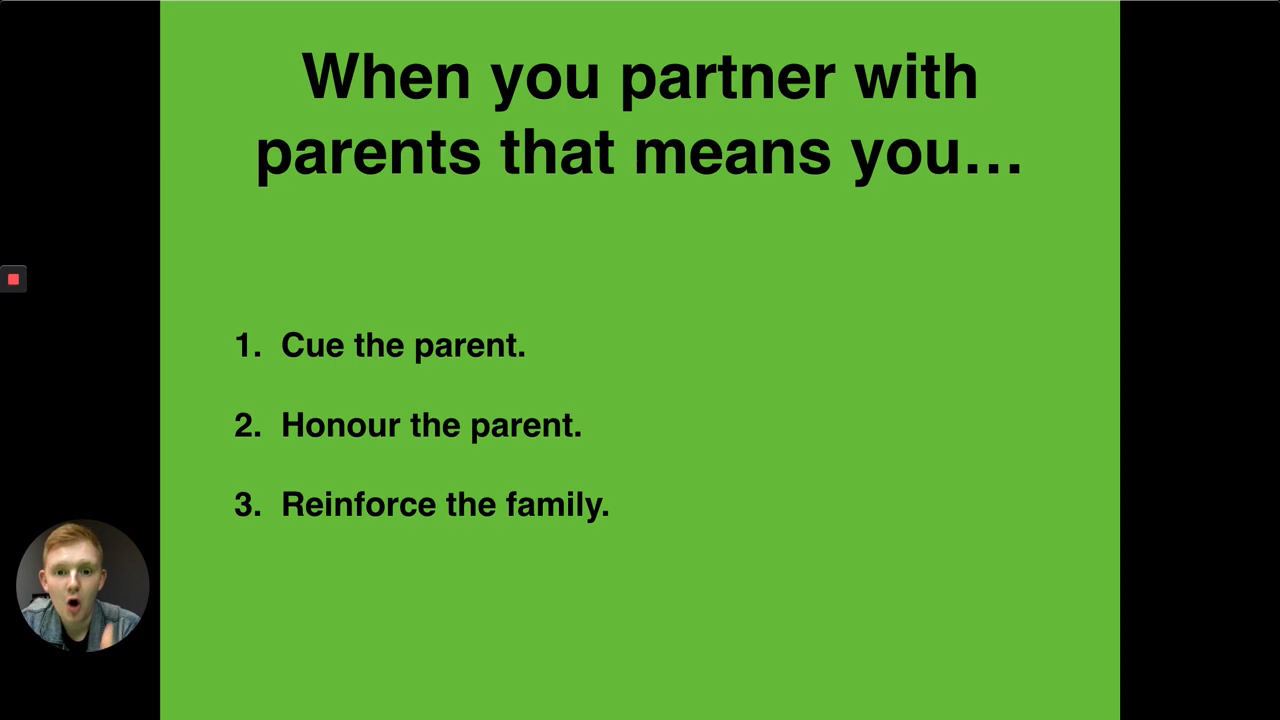 When you partner with
parents that means you…
1. Cue the parent.
2. Honour the parent.
3. Reinforce the family.